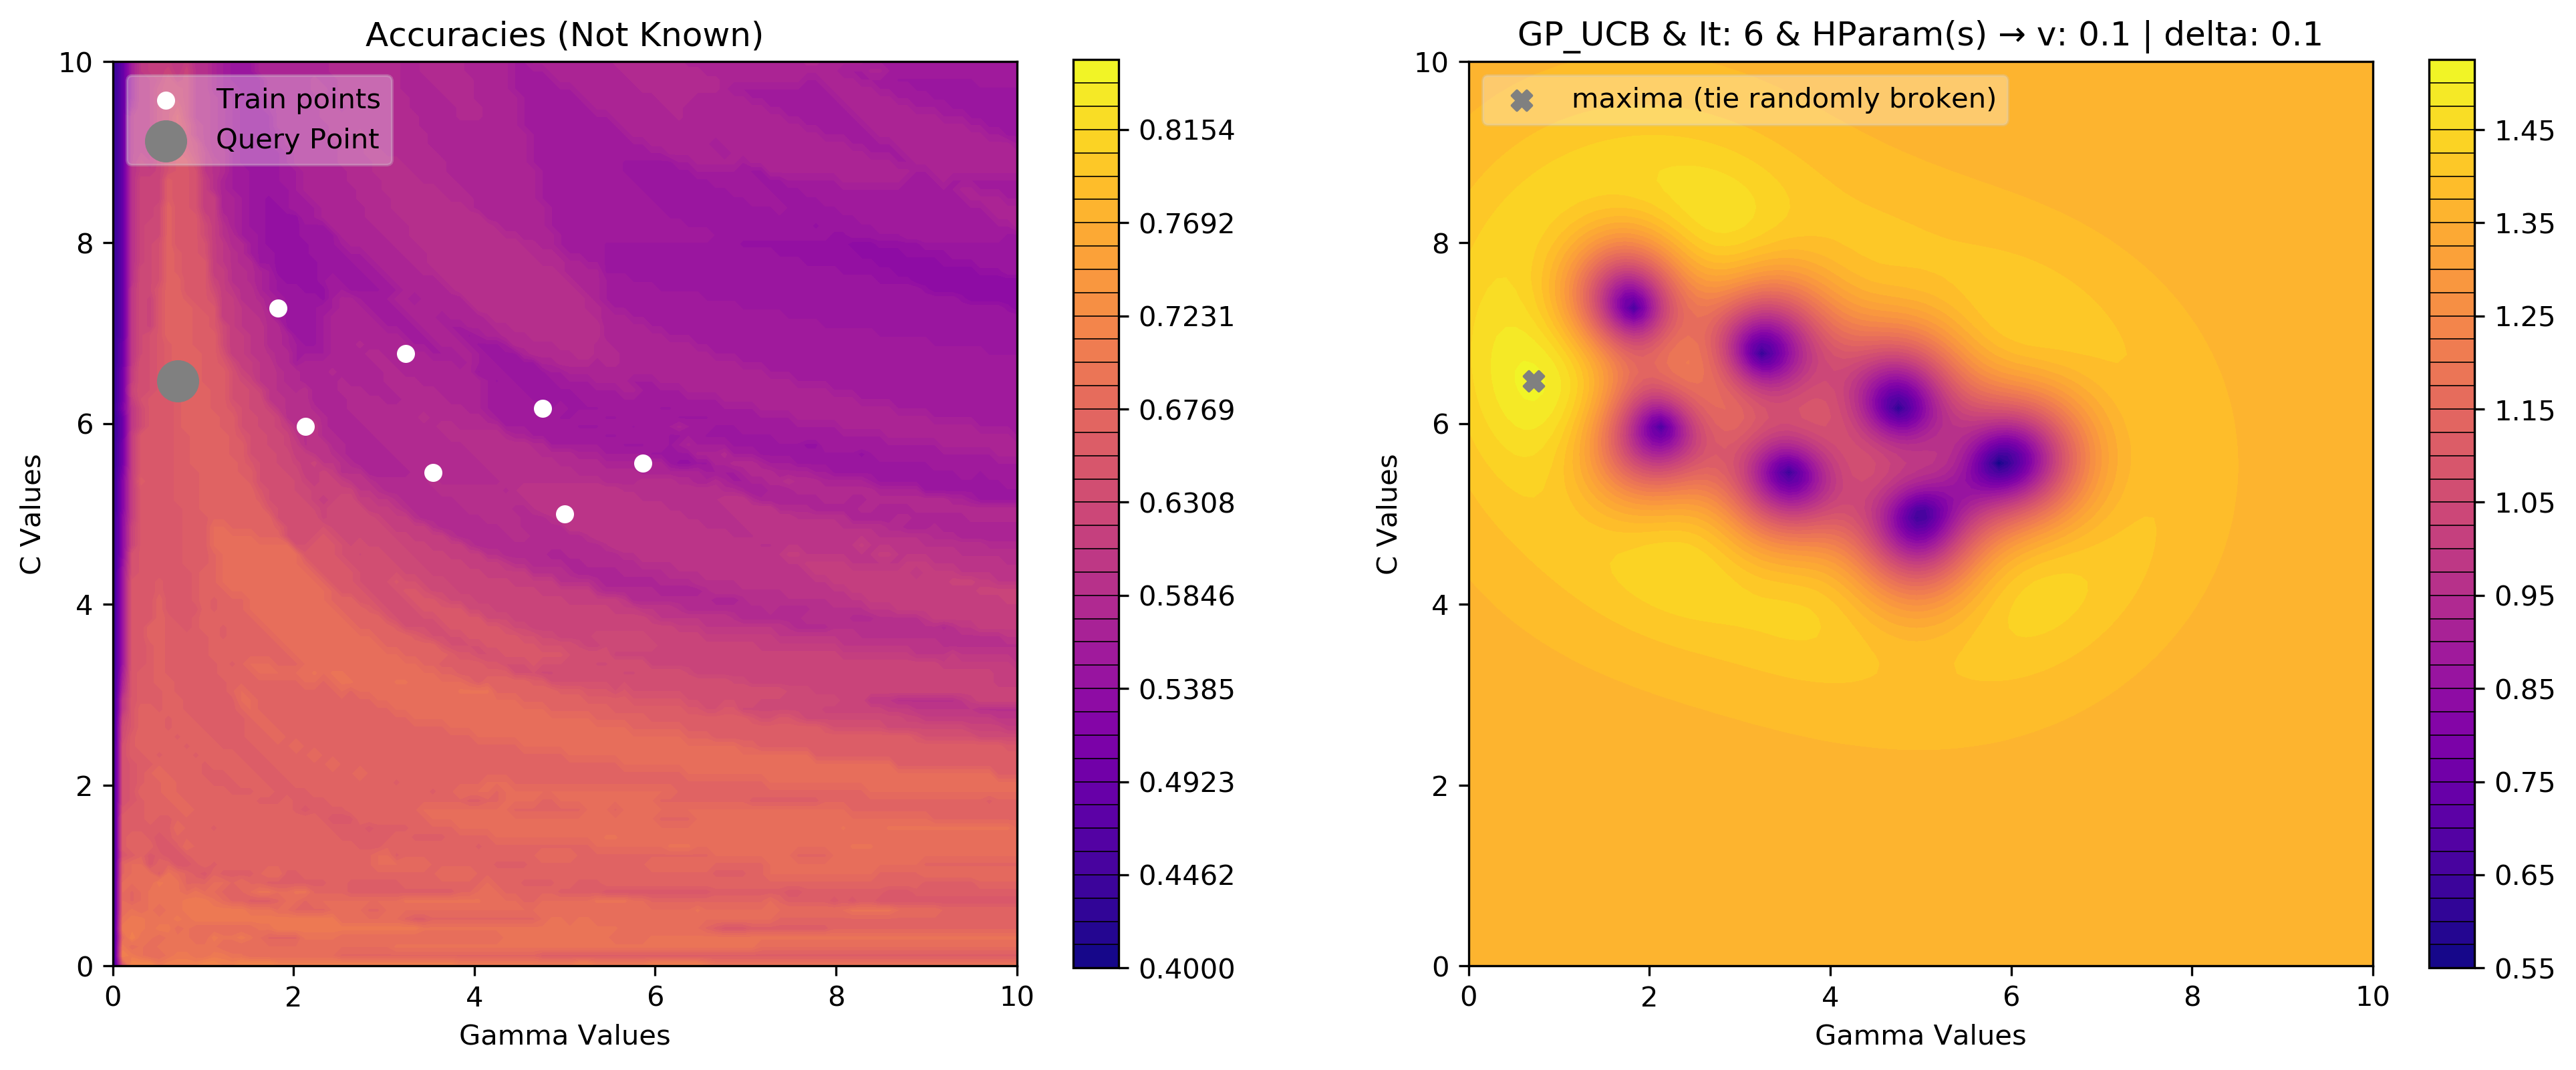 Accuracies (Not Known)
10
8
6
4
2
0
C Values
Train points
Query Point
0 2 4 6 8 10
Gamma Values
0.8154
0.7692
0.7231
0.6769
0.6308
0.5846
0.5385
0.4923
0.4462
0.4000
GP_UCB & It: 6 & HParam(s) → v: 0.1 | delta: 0.1
10
8
6
4
2
0
C Values
maxima (tie randomly broken)
0 2 4 6 8 10
Gamma Values
1.45
1.35
1.25
1.15
1.05
0.95
0.85
0.75
0.65
0.55